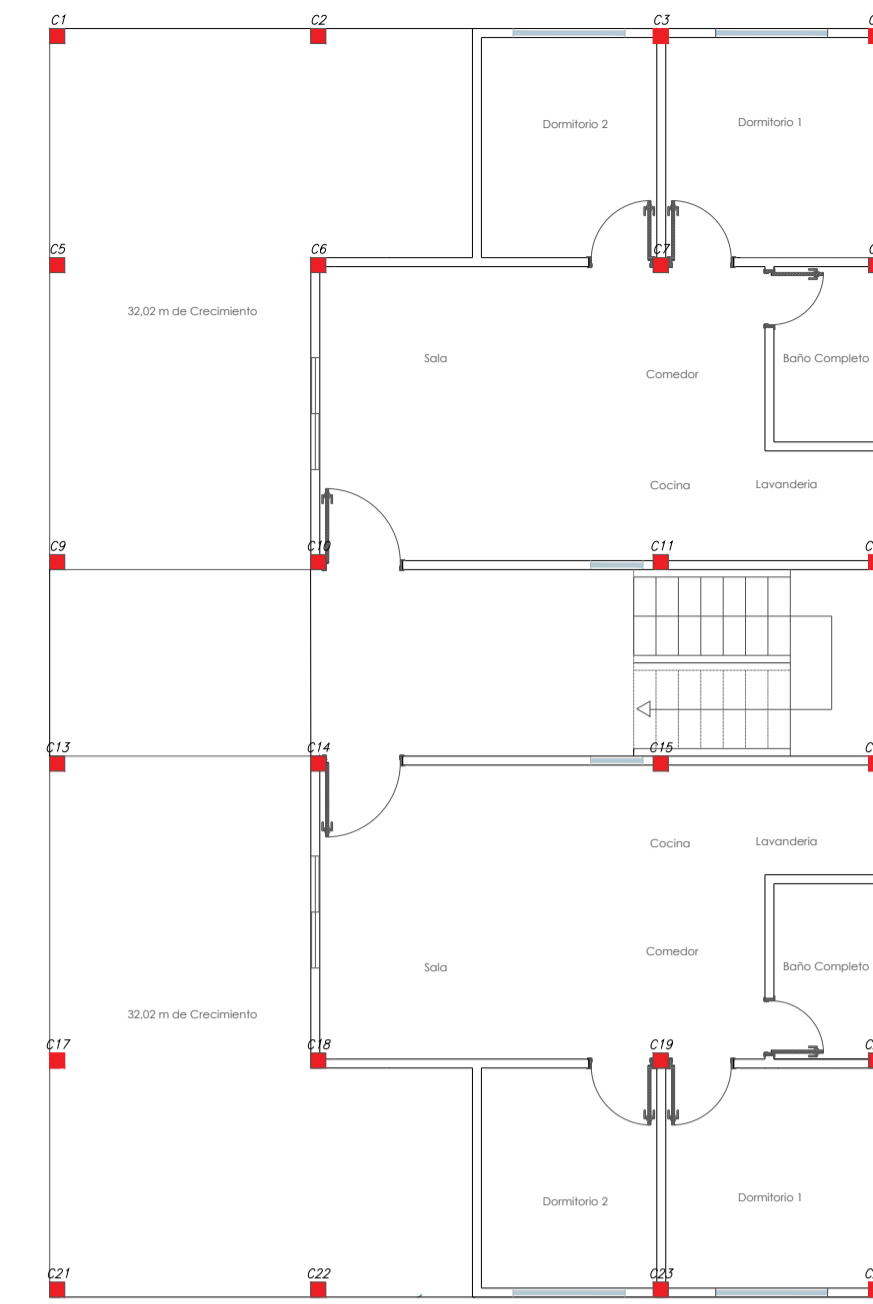 C1 C2 C3
Dormitorio 2 Dormitorio 1
C5 C6 C7
32,02 m de Crecimiento
Sala Comedor Baño Completo
Cocina Lavanderia
C9 C10 C11
C13 C14 C15
Cocina Lavanderia
Comedor
Sala Baño Completo
32,02 m de Crecimiento
C17 C18 C19
Dormitorio 2 Dormitorio 1
C21 C22 C23